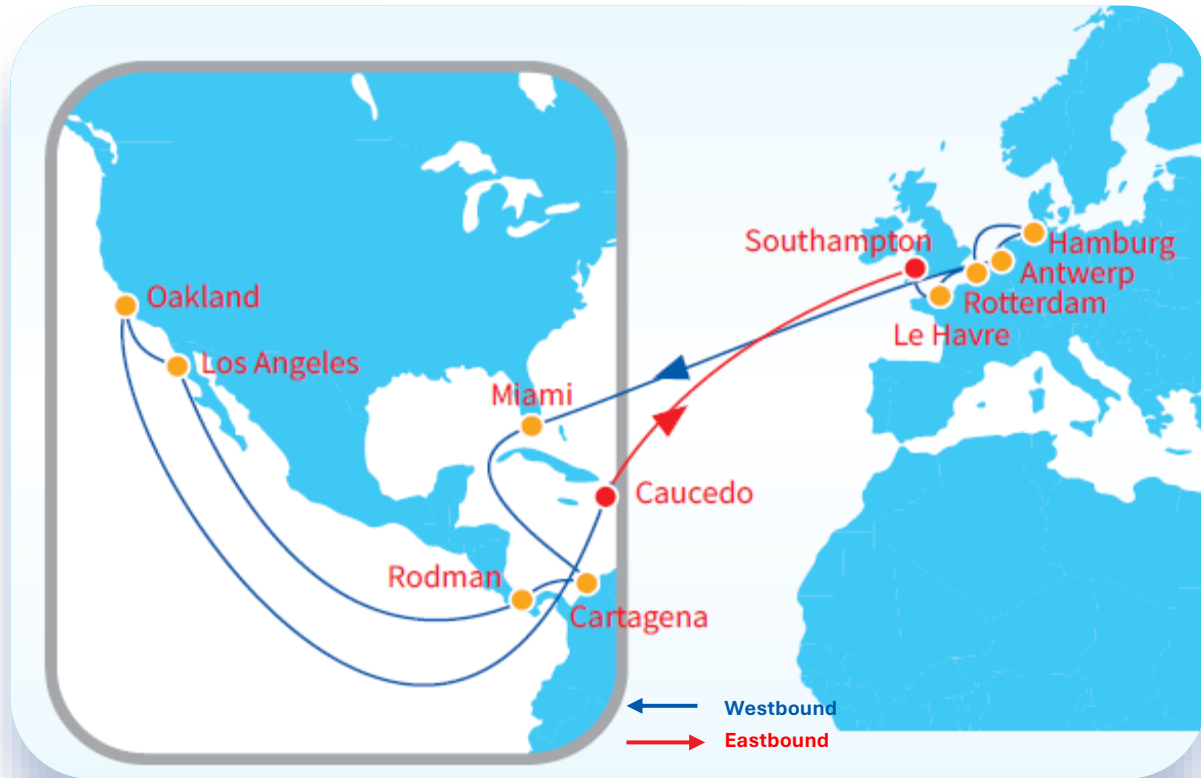 Southampton
Hamburg
Antwerp
Rotterdam
Le Havre
Oakland
Los Angeles
Miami
Caucedo
Rodman
Cartagena
Westbound
Eastbound